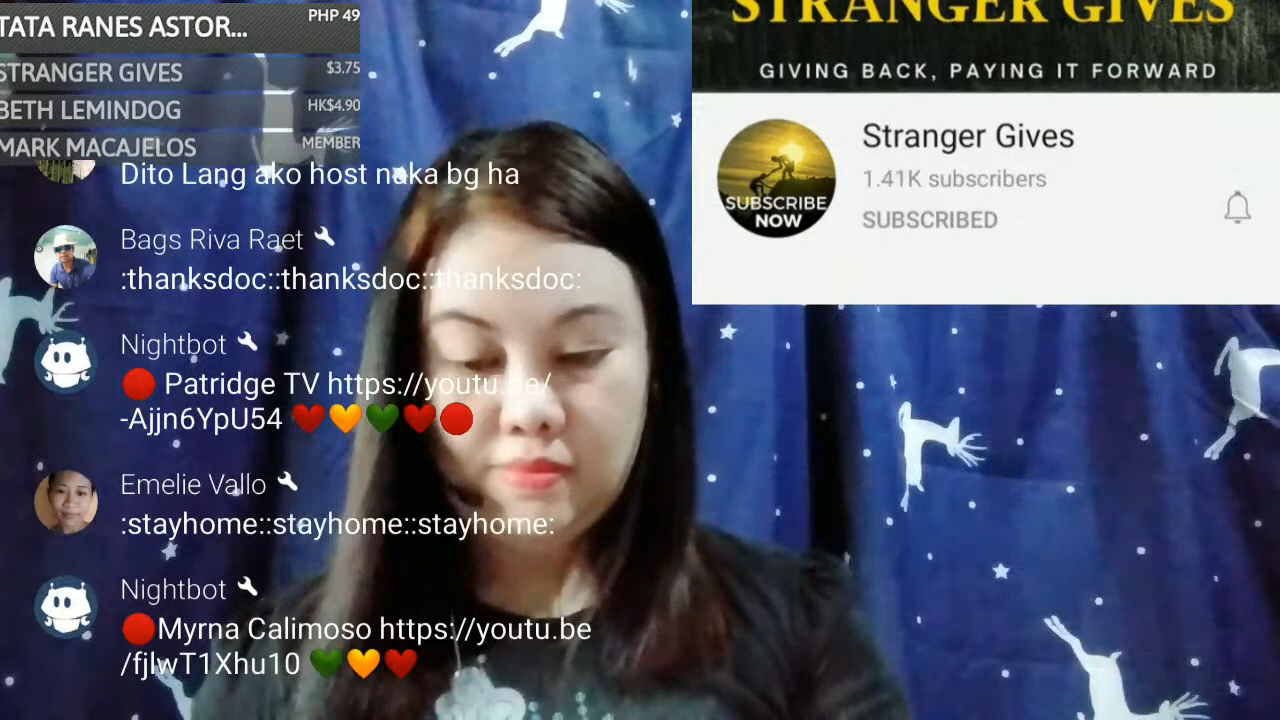 TATA RANES ASTOR...
PHP 49
STRANGER GIVES
$3.75
BETH LEMINDOG
HK$4.90
MARK MACAJELOS
MEMBER
Dito Lang ako host naka bg ha
Bags Riva Raet
:thanksdoc::thanksdoc::thanksdoc:
Nightbot
🔴 Patridge TV https://youtu.be/
-Ajjn6YpU54 ❤️🧡💚❤️🔴
Emelie Vallo
:stayhome::stayhome::stayhome:
Nightbot
🔴Myrna Calimoso https://youtu.be
/fjlwT1Xhu10 💚🧡❤️
STRANGER GIVES
GIVING BACK, PAYING IT FORWARD
Stranger Gives
1.41K subscribers
SUBSCRIBED
SUBSCRIBE
NOW